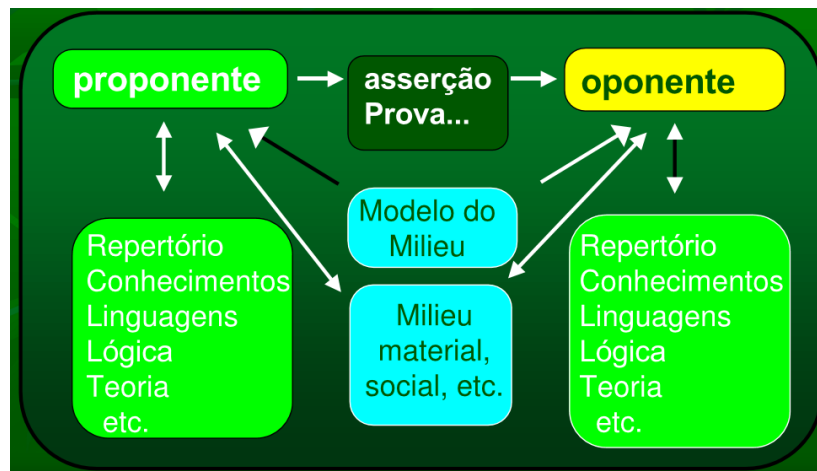 proponente
asserção
Prova...
oponente
Modelo do
Milieu
Repertório
Conhecimentos
Linguagens
Lógica
Teoria
etc.
Milieu
material,
social, etc.
Repertório
Conhecimentos
Linguagens
Lógica
Teoria
etc.